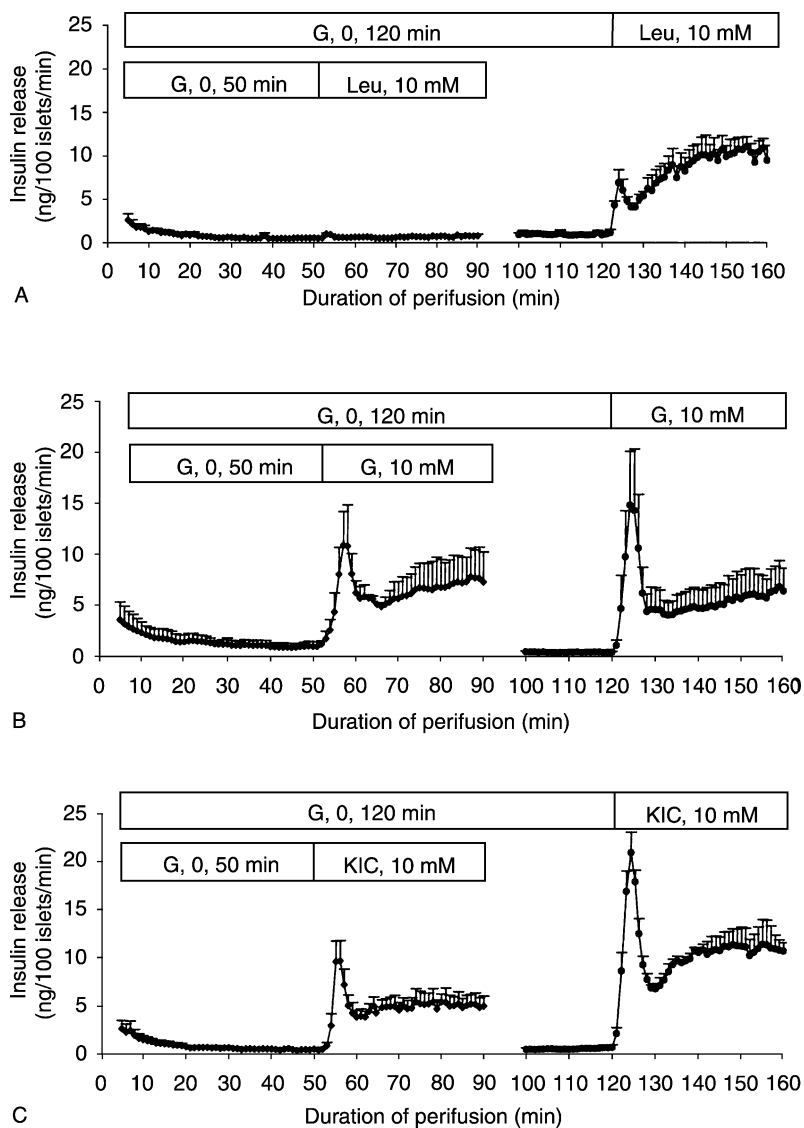 25
20
15
10
5
0
Insulin release
(ng/100 islets/min)
G, 0, 120 min
Leu, 10 mM
G, 0, 50 min
Leu, 10 mM
0 10 20 30 40 50 60 70 80 90 100 110 120 130 140 150 160
Duration of perifusion (min)
A
25
20
15
10
5
0
Insulin release
(ng/100 islets/min)
G, 0, 120 min
G, 10 mM
G, 0, 50 min
G, 10 mM
0 10 20 30 40 50 60 70 80 90 100 110 120 130 140 150 160
Duration of perifusion (min)
B
25
20
15
10
5
0
Insulin release
(ng/100 islets/min)
G, 0, 120 min
KIC, 10 mM
G, 0, 50 min
KIC, 10 mM
0 10 20 30 40 50 60 70 80 90 100 110 120 130 140 150 160
Duration of perifusion (min)
C